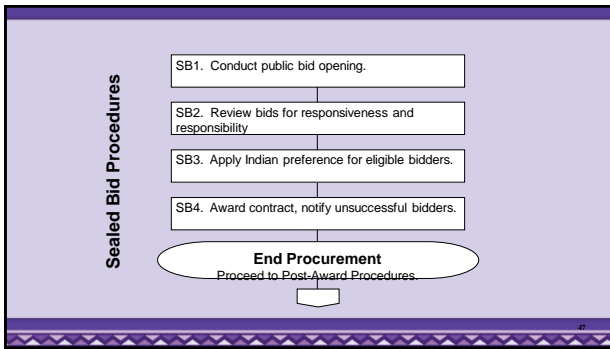 Sealed Bid Procedures
SB1. Conduct public bid opening.
SB2. Review bids for responsiveness and
responsibility
SB3. Apply Indian preference for eligible bidders.
SB4. Award contract, notify unsuccessful bidders.
End Procurement
Proceed to Post-Award Procedures.
47